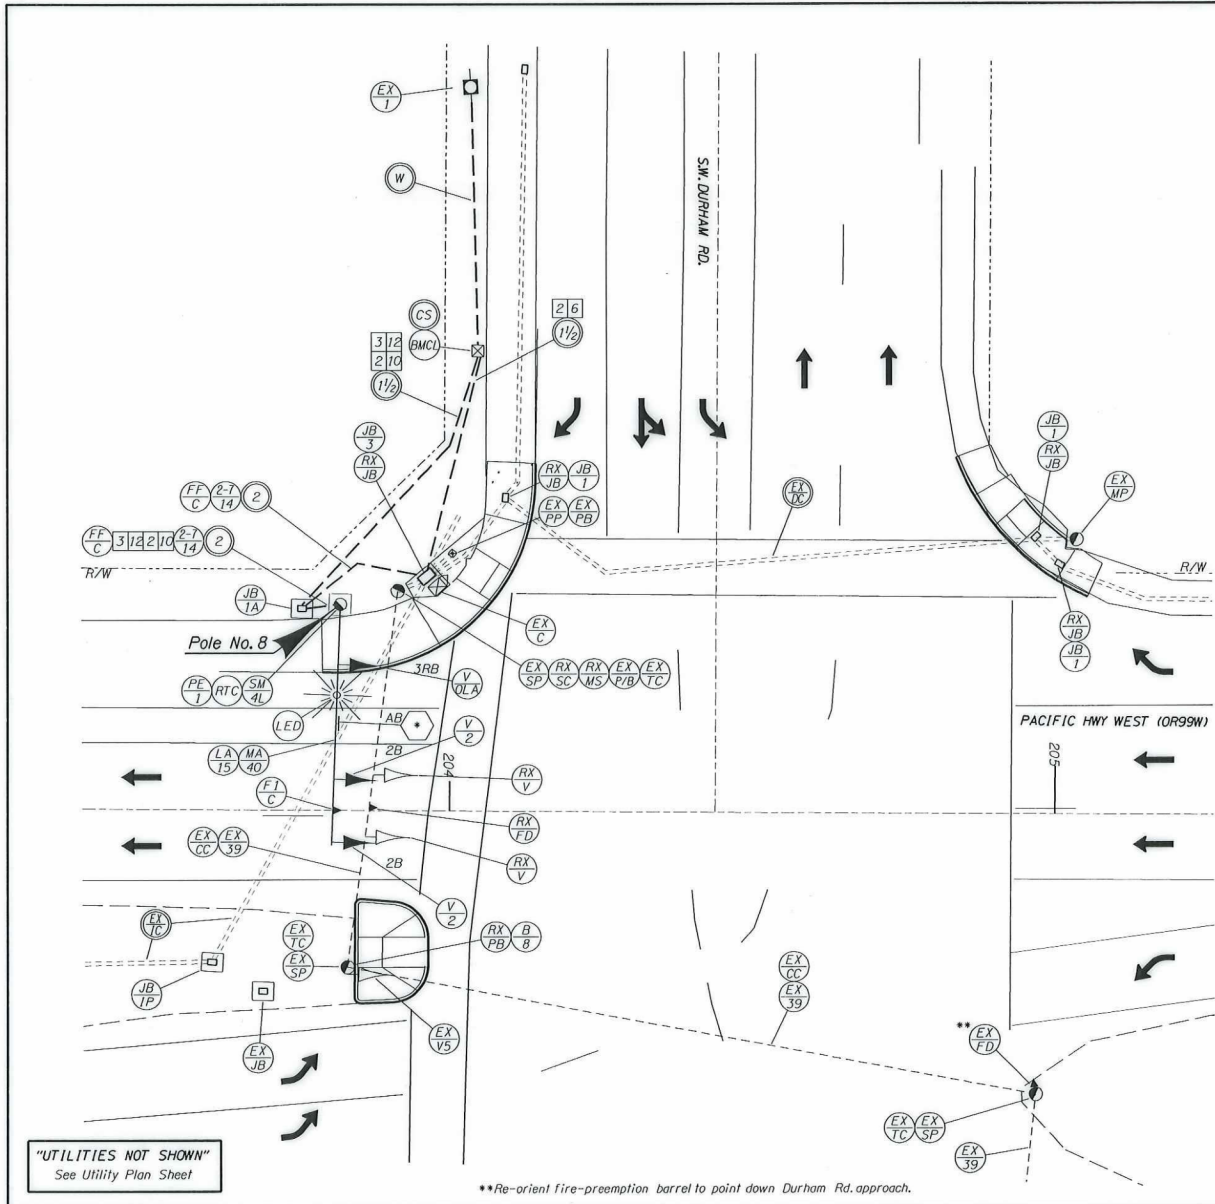 EX
1
W
S.W. DURHAM RD.
CS
BMCL
3 12
2 10
1½
2 6
1½
JB
3
RX
JB
FF
C
2-7
14
2
FF
C
3 12 2 10
2-7
14
2
R/W
JB
1A
Pole No. 8
PE
1
RTC
SM
4L
LED
RX
JB
JB
1
EX
PP
EX
PB
EX
DC
JB
1
RX
JB
EX
MP
R/W
RX
JB
JB
1
EX
C
EX
SP
RX
SC
RX
MS
EX
P/B
EX
TC
3RB
V
OLA
AB
*
V
2
2B
204
LA
15
MA
40
F1
C
RX
V
RX
FD
RX
V
PACIFIC HWY WEST (OR99W)
205
EX
CC
EX
39
2B
V
2
EX
IC
EX
TC
EX
SP
RX
PB
B
8
JB
1P
EX
JB
EX
V5
EX
CC
EX
39
**
EX
FD
EX
TC
EX
SP
EX
39
"UTILITIES NOT SHOWN"
See Utility Plan Sheet
**Re-orient fire-preemption barrel to point down Durham Rd. approach.